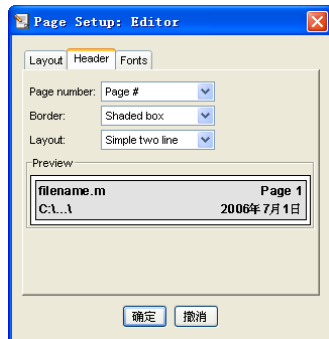 Page Setup: Editor
Layout Header Fonts
Page number: Page #
Border: Shaded box
Layout: Simple two line
Preview
filename.m Page 1
C:\...\ 2006年7月1日
确定 撤消